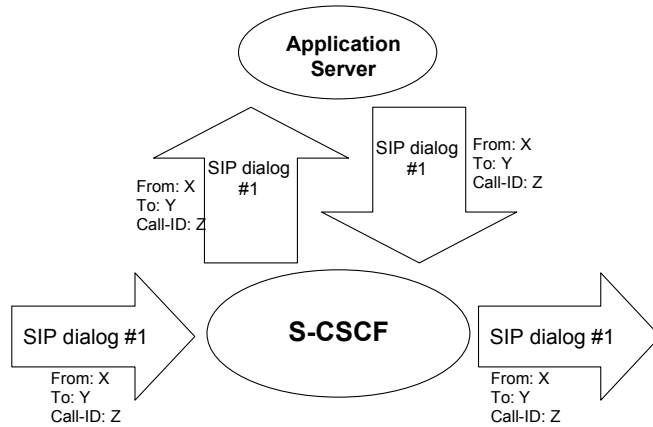 Application
Server
SIP dialog
#1
From: X
To: Y
Call-ID: Z
SIP dialog
#1
From: X
To: Y
Call-ID: Z
S-CSCF
SIP dialog #1
From: X
To: Y
Call-ID: Z
SIP dialog #1
From: X
To: Y
Call-ID: Z